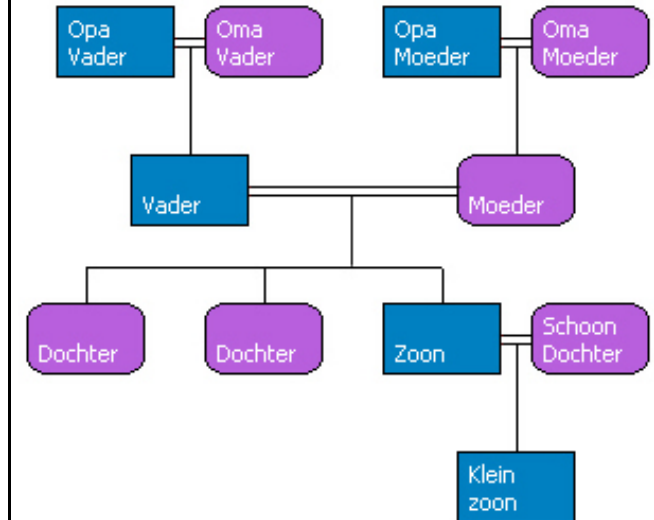 Opa
Vader
Oma
Vader
Opa
Moeder
Oma
Moeder
Vader
Moeder
Dochter
Dochter
Zoon
Schoon
Dochter
Klein
zoon